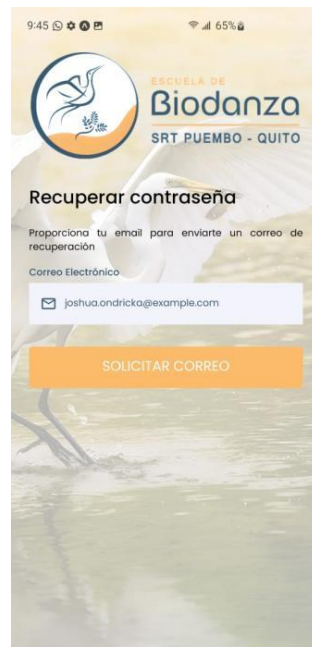 9:45
65%
ESCUELA DE
Biodanza
SRT PUEMBO - QUITO
Recuperar contraseña
Proporciona tu email para enviarte un correo de
recuperación
Correo Electrónico
joshua.ondricka@example.com
SOLICITAR CORREO